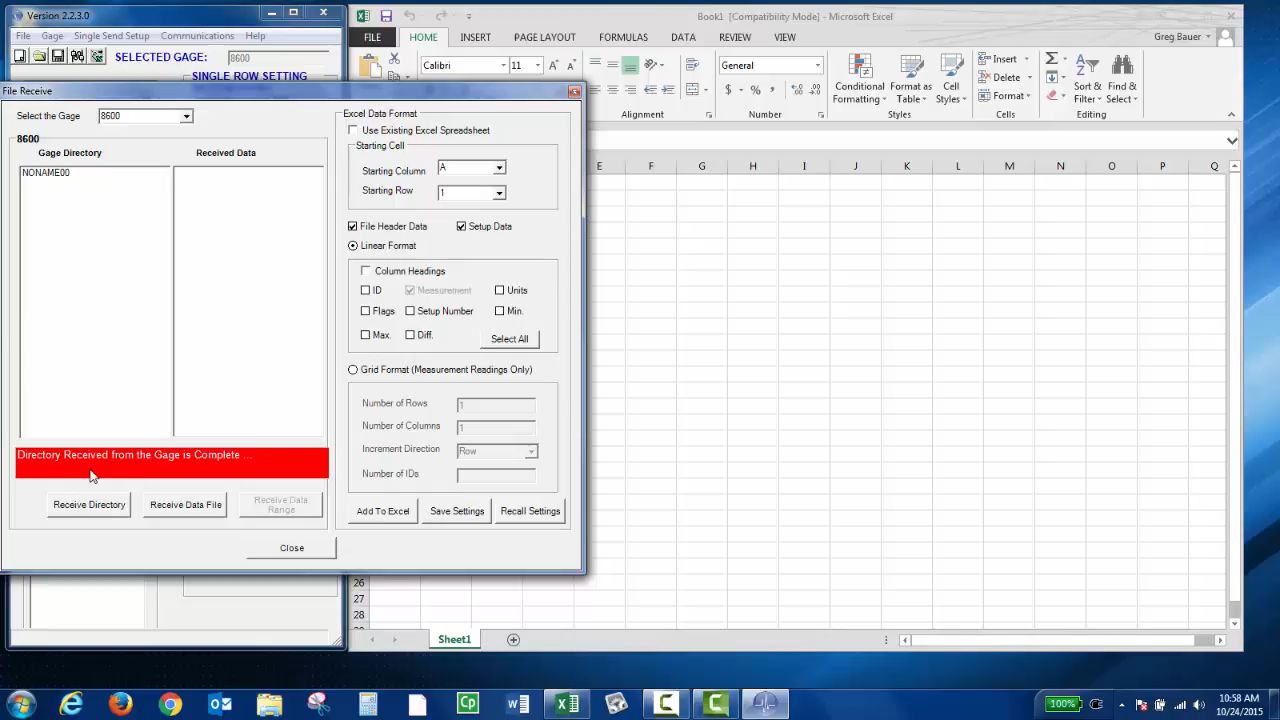 Version 2.2.3.0
File Gage Single Send Setup Communications Help
SELECTED GAGE: 8600
SINGLE ROW SETTING
File Receive
Select the Gage 8600
8600
Gage Directory Received Data
NONAME00
Directory Received from the Gage is Complete ...
Receive Directory Receive Data File Receive Data Range
Close
Excel Data Format
Use Existing Excel Spreadsheet
Starting Cell
Starting Column A
Starting Row 1
File Header Data Setup Data
Linear Format
Column Headings
ID Measurement Units
Flags Setup Number Min.
Max. Diff. Select All
Grid Format (Measurement Readings Only)
Number of Rows 1
Number of Columns 1
Increment Direction Row
Number of IDs
Add To Excel Save Settings Recall Settings
Book1 [Compatibility Mode] - Microsoft Excel
FILE HOME INSERT PAGE LAYOUT FORMULAS DATA REVIEW VIEW Greg Bauer
Calibri 11 A A General
$ % , .0 .00 .00 .0
Conditional Formatting Format as Table Cell Styles
Insert
Delete
Format
Sort & Filter Find & Select
Alignment Number Styles Cells Editing
E F G H I J K L M N O P Q
26
27
28
Sheet1
Cp
100% 10:58 AM
10/24/2015